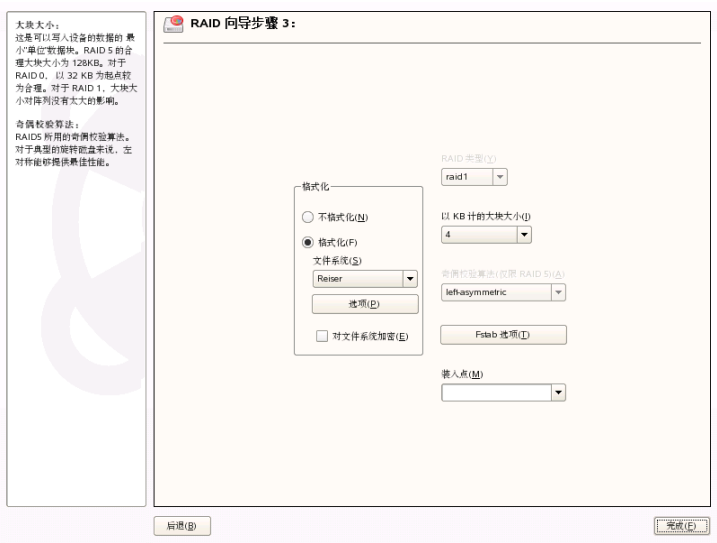 大块大小：
这是可以写入设备的数据的 最
小"单位"数据块。RAID 5 的合
理大块大小为 128KB。对于
RAID 0， 以 32 KB 为起点较
为合理。对于 RAID 1，大块大
小对阵列没有太大的影响。
奇偶校验算法：
RAID5 所用的奇偶校验算法。
对于典型的旋转磁盘来说，左
对称能够提供最佳性能。
RAID 向导步骤 3：
格式化
不格式化(N)
格式化(F)
文件系统(S)
Reiser
选项(P)
对文件系统加密(E)
RAID 类型(Y)
raid1
以 KB 计的大块大小(I)
4
奇偶校验算法(仅限 RAID 5)(A)
left-asymmetric
Fstab 选项(T)
装入点(M)
后退(B)
完成(F)